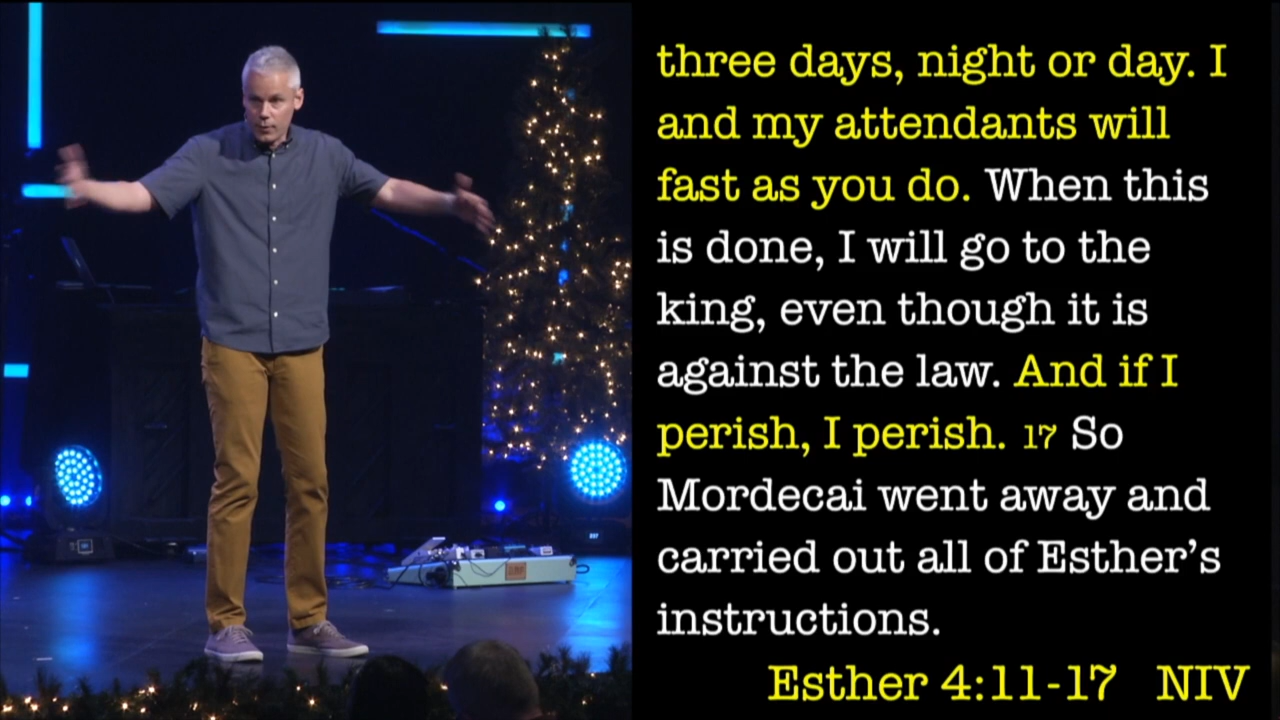 three days, night or day. I
and my attendants will
fast as you do. When this
is done, I will go to the
king, even though it is
against the law. And if I
perish, I perish. 17 So
Mordecai went away and
carried out all of Esther’s
instructions.
Esther 4:11-17 NIV